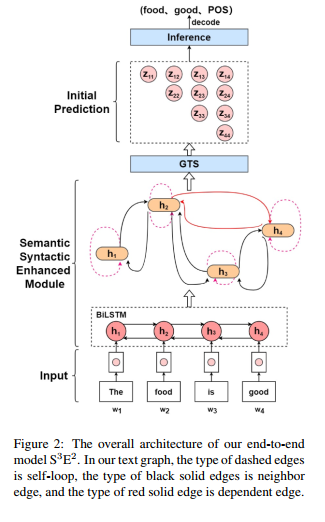 (food, good, POS)
decode
Inference
Initial
Prediction
z₁₁ z₁₂ z₁₃ z₁₄
z₂₂ z₂₃ z₂₄
z₃₃ z₃₄
z₄₄
GTS
Semantic
Syntactic
Enhanced
Module
h₂
h₄
h₁
h₃
BiLSTM
h₁ h₂ h₃ h₄
Input
The food is good
w₁ w₂ w₃ w₄
Figure 2: The overall architecture of our end-to-end
model S³E². In our text graph, the type of dashed edges
is self-loop, the type of black solid edges is neighbor
edge, and the type of red solid edge is dependent edge.